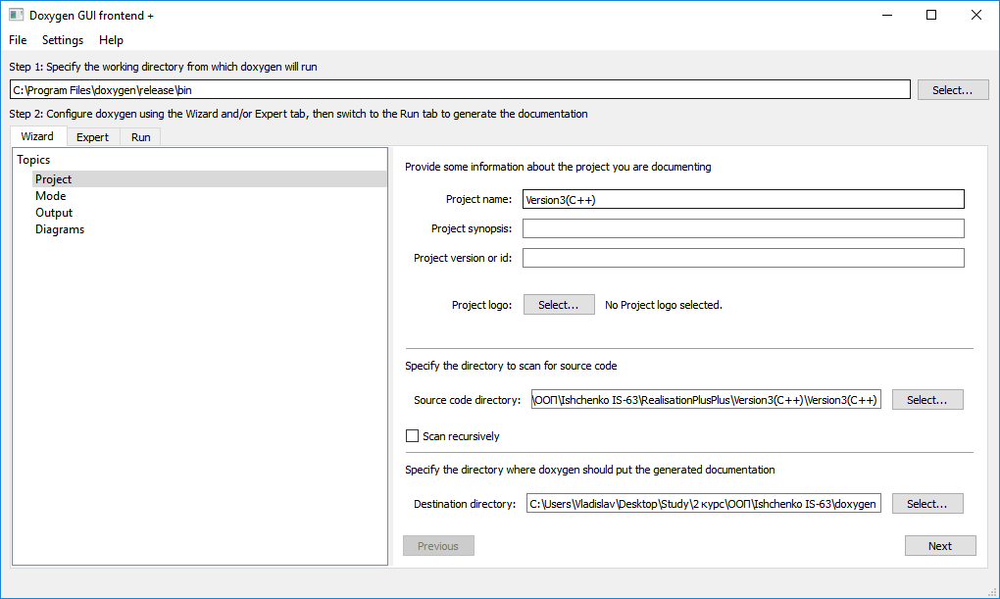 Doxygen GUI frontend +
File Settings Help
Step 1: Specify the working directory from which doxygen will run
C:\Program Files\doxygen\release\bin Select...
Step 2: Configure doxygen using the Wizard and/or Expert tab, then switch to the Run tab to generate the documentation
Wizard Expert Run
Topics
Project
Mode
Output
Diagrams
Provide some information about the project you are documenting
Project name: Version3(C++)
Project synopsis:
Project version or id:
Project logo: Select... No Project logo selected.
Specify the directory to scan for source code
Source code directory: \ООП\Ishchenko IS-63\RealisationPlusPlus\Version3(C++)\Version3(C++) Select...
Scan recursively
Specify the directory where doxygen should put the generated documentation
Destination directory: C:\Users\Vladislav\Desktop\Study\2 курс\ООП\Ishchenko IS-63\doxygen Select...
Previous Next